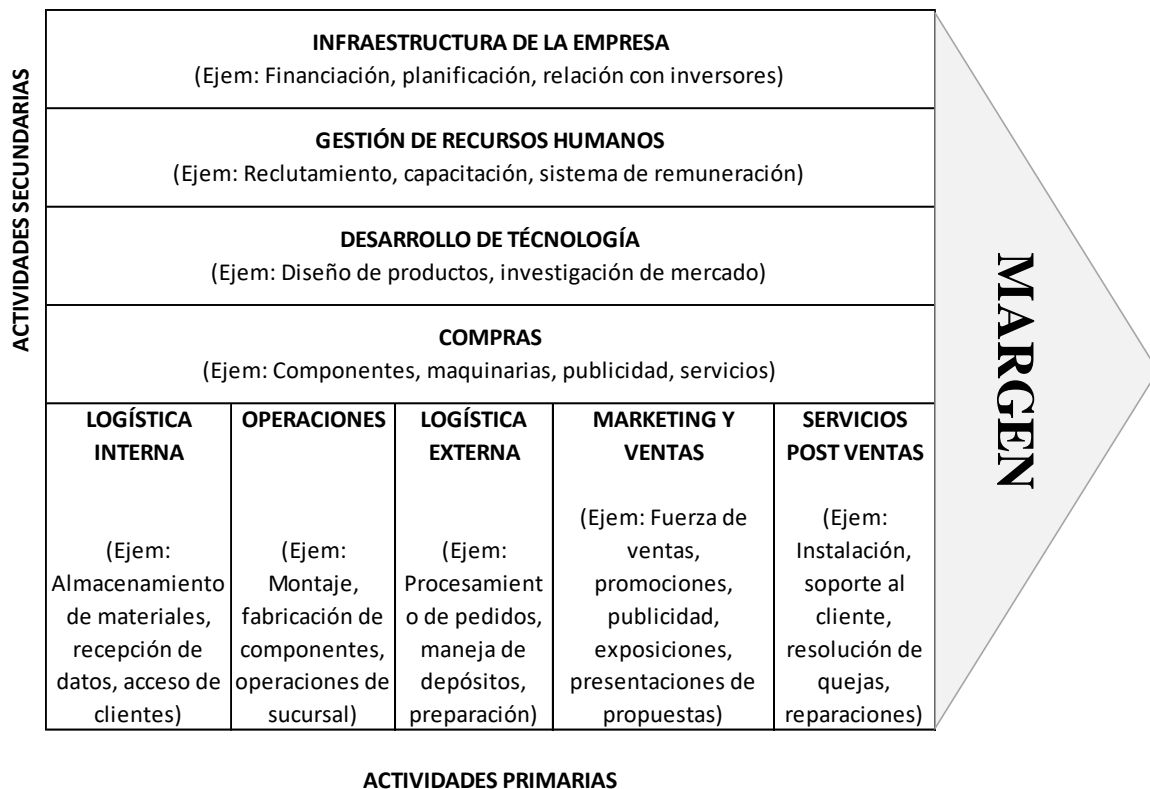 ACTIVIDADES SECUNDARIAS
INFRAESTRUCTURA DE LA EMPRESA
(Ejem: Financiación, planificación, relación con inversores)
GESTIÓN DE RECURSOS HUMANOS
(Ejem: Reclutamiento, capacitación, sistema de remuneración)
DESARROLLO DE TÉCNOLOGÍA
(Ejem: Diseño de productos, investigación de mercado)
COMPRAS
(Ejem: Componentes, maquinarias, publicidad, servicios)
LOGÍSTICA
INTERNA
(Ejem:
Almacenamiento
de materiales,
recepción de
datos, acceso de
clientes)
OPERACIONES
(Ejem:
Montaje,
fabricación de
componentes,
operaciones de
sucursal)
LOGÍSTICA
EXTERNA
(Ejem:
Procesamient
o de pedidos,
maneja de
depósitos,
preparación)
MARKETING Y
VENTAS
(Ejem: Fuerza de
ventas,
promociones,
publicidad,
exposiciones,
presentaciones de
propuestas)
SERVICIOS
POST VENTAS
(Ejem:
Instalación,
soporte al
cliente,
resolución de
quejas,
reparaciones)
MARGEN
ACTIVIDADES PRIMARIAS